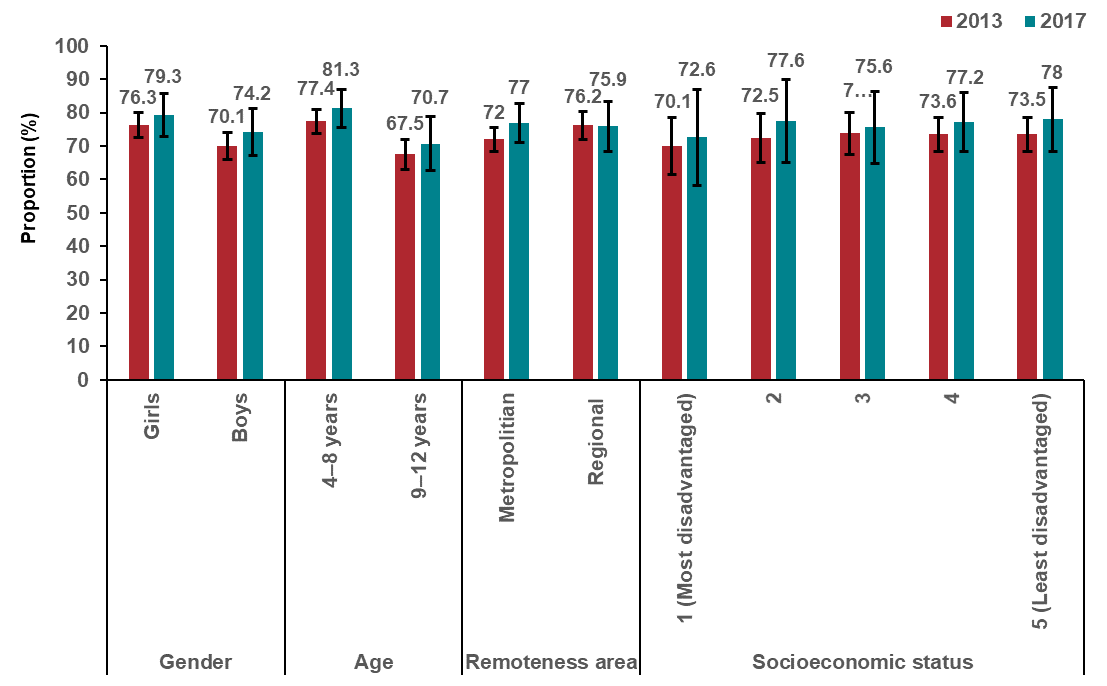 2013 2017
Proportion (%)
100
90
80
70
60
50
40
30
20
10
0
76.3 79.3
70.1 74.2
77.4 81.3
67.5 70.7
72 77
76.2 75.9
70.1 72.6
72.5 77.6
7… 75.6
73.6 77.2
73.5 78
Girls
Boys
4–8 years
9–12 years
Metropolitian
Regional
1 (Most disadvantaged)
2
3
4
5 (Least disadvantaged)
Gender
Age
Remoteness area
Socioeconomic status